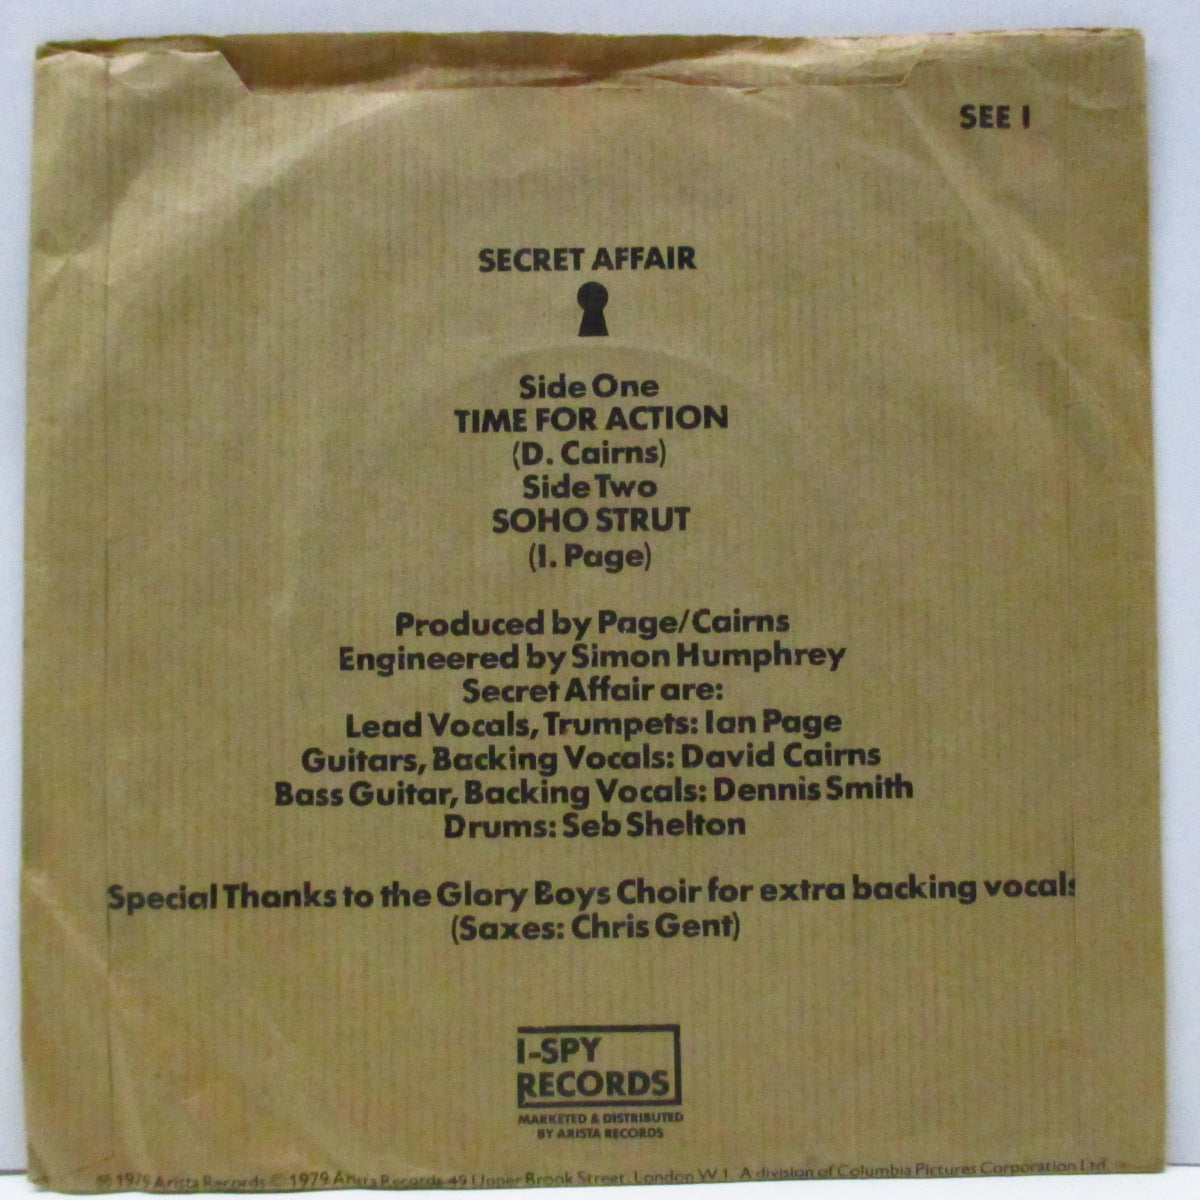 SEE 1
SECRET AFFAIR
Side One
TIME FOR ACTION
(D. Cairns)
Side Two
SOHO STRUT
(I. Page)
Produced by Page/Cairns
Engineered by Simon Humphrey
Secret Affair are:
Lead Vocals, Trumpets: Ian Page
Guitars, Backing Vocals: David Cairns
Bass Guitar, Backing Vocals: Dennis Smith
Drums: Seb Shelton
Special Thanks to the Glory Boys Choir for extra backing vocals
(Saxes: Chris Gent)
I-SPY
RECORDS
MARKETED & DISTRIBUTED
BY ARISTA RECORDS
℗ 1979 Arista Records © 1979 Arista Records 49 Upper Brook Street, London W.1. A division of Columbia Pictures Corporation Ltd.